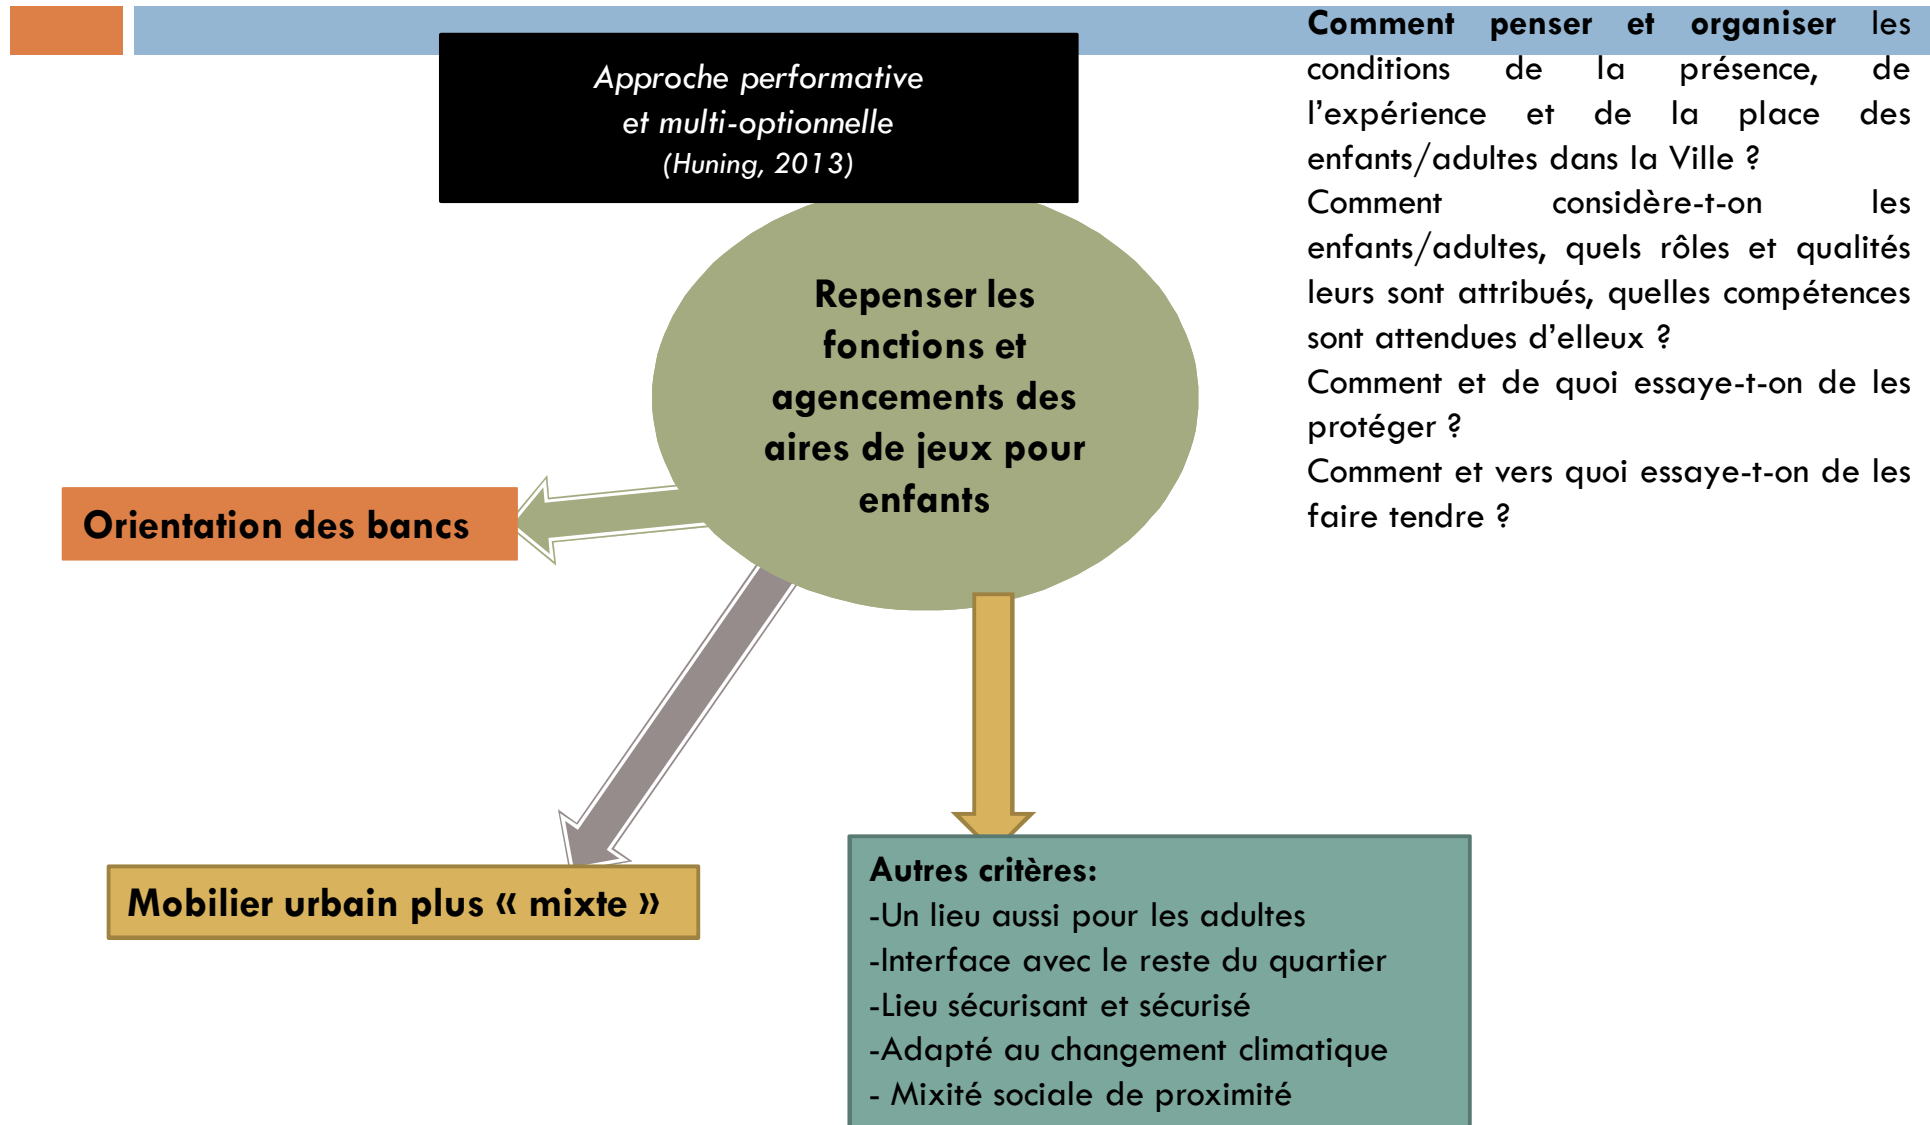 Approche performative
et multi-optionnelle
(Huning, 2013)
Repenser les
fonctions et
agencements des
aires de jeux pour
enfants
Orientation des bancs
Mobilier urbain plus « mixte »
Autres critères:
-Un lieu aussi pour les adultes
-Interface avec le reste du quartier
-Lieu sécurisant et sécurisé
-Adapté au changement climatique
- Mixité sociale de proximité
Comment penser et organiser les
conditions de la présence, de
l’expérience et de la place des
enfants/adultes dans la Ville ?
Comment considère-t-on les
enfants/adultes, quels rôles et qualités
leurs sont attribués, quelles compétences
sont attendues d’elleux ?
Comment et de quoi essaye-t-on de les
protéger ?
Comment et vers quoi essaye-t-on de les
faire tendre ?